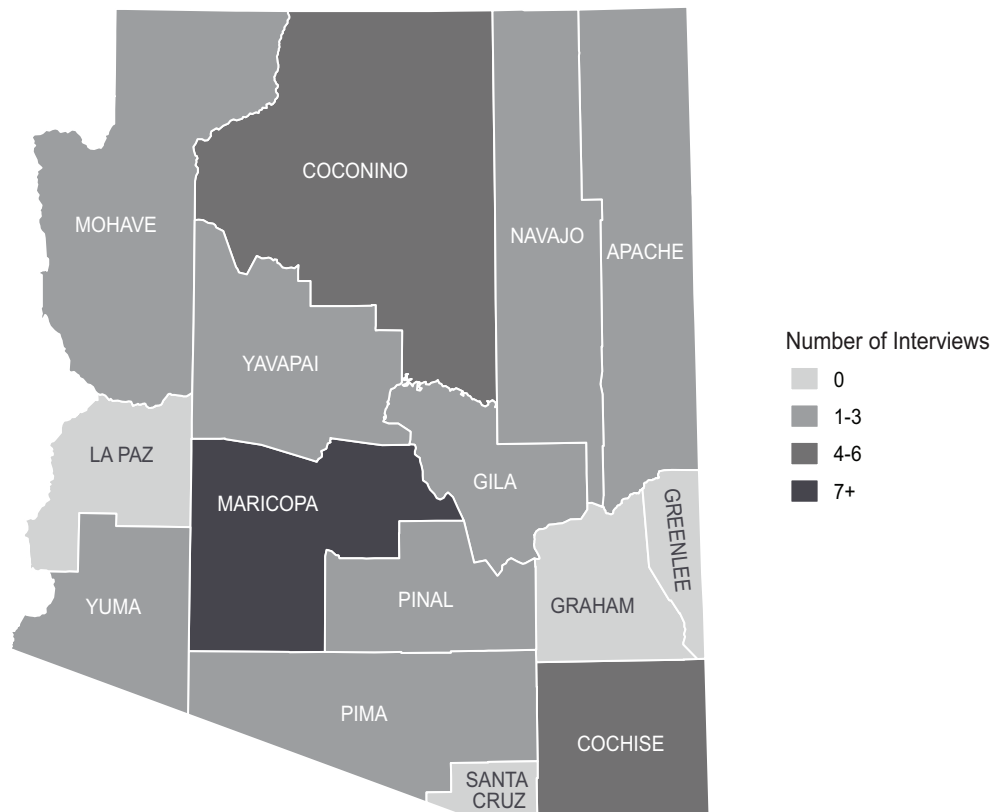 COCONINO
MOHAVE
NAVAJO
APACHE
YAVAPAI
LA PAZ
MARICOPA
GILA
GREENLEE
YUMA
PINAL
GRAHAM
PIMA
COCHISE
SANTA
CRUZ
Number of Interviews
0
1-3
4-6
7+